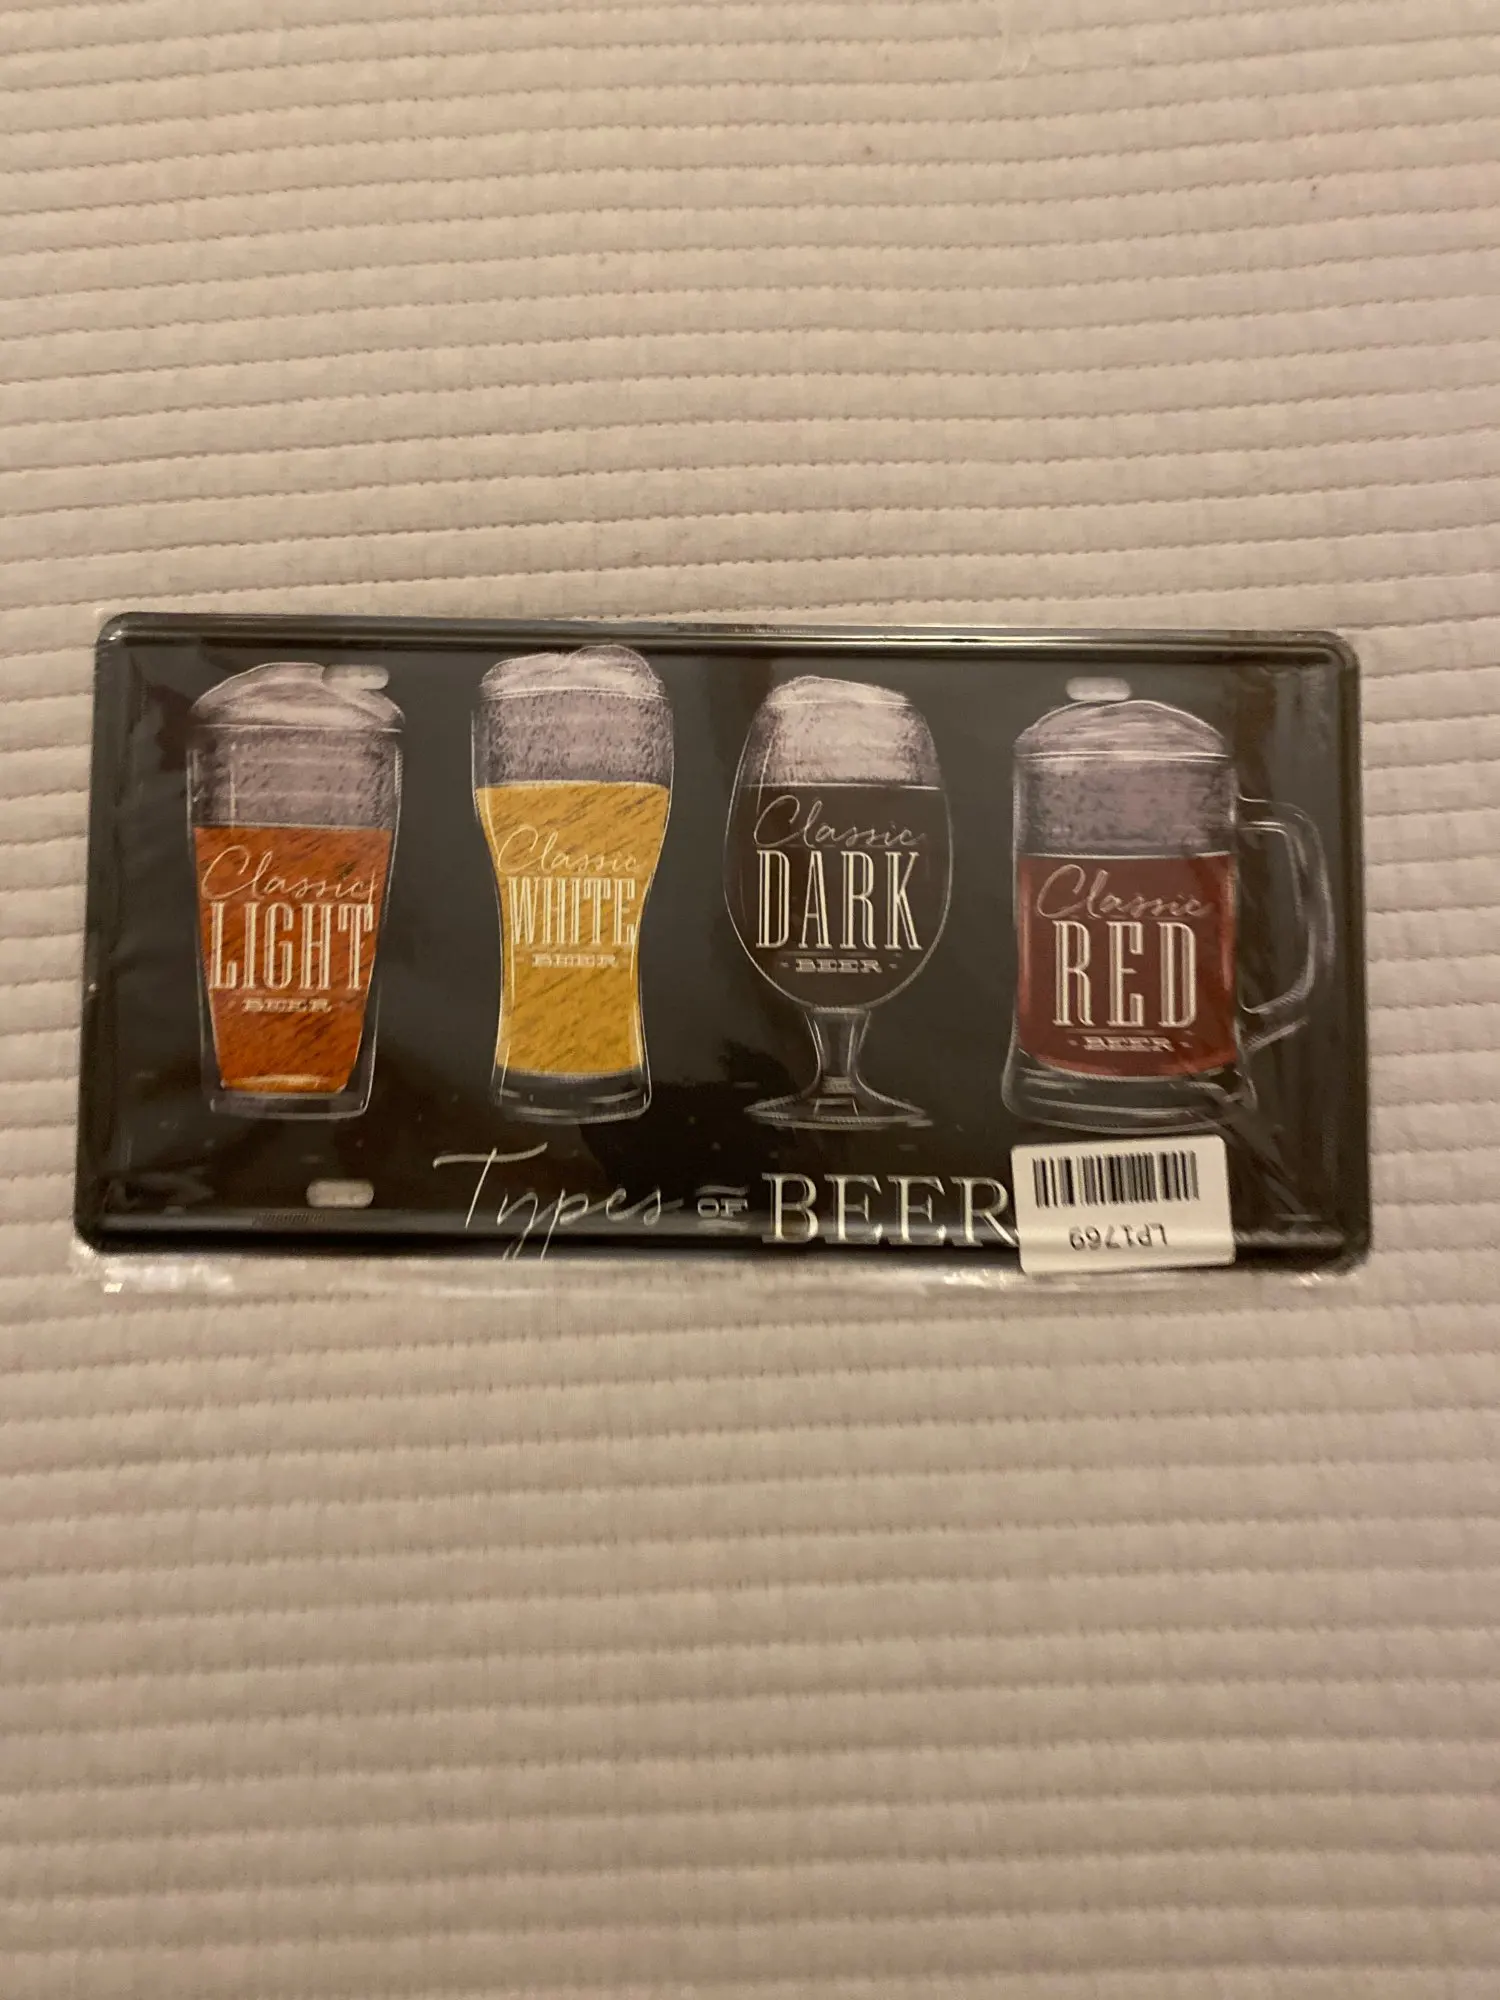 Classic
LIGHT
BEER
Classic
WHITE
BEER
Classic
DARK
- BEER -
Classic
RED
- BEER -
Types OF BEER
LP1769